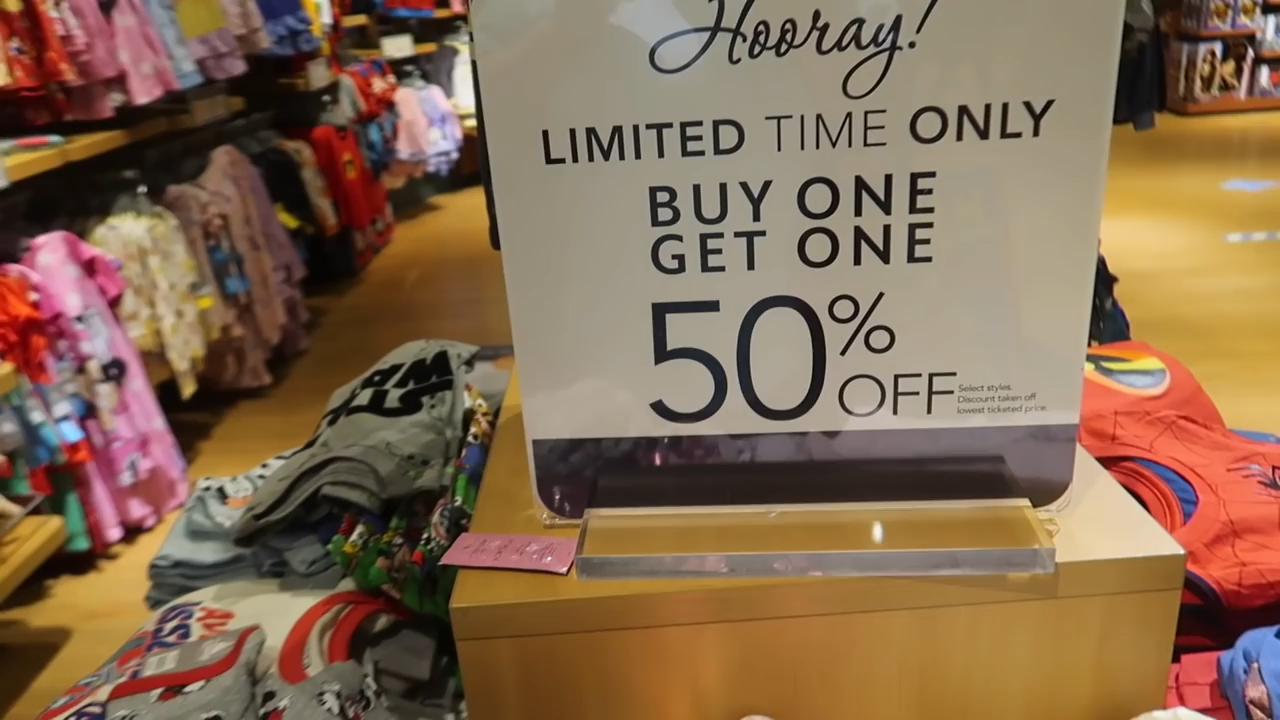 Hooray!
LIMITED TIME ONLY
BUY ONE
GET ONE
50%
OFF
Select styles.
Discount taken off
lowest ticketed price.